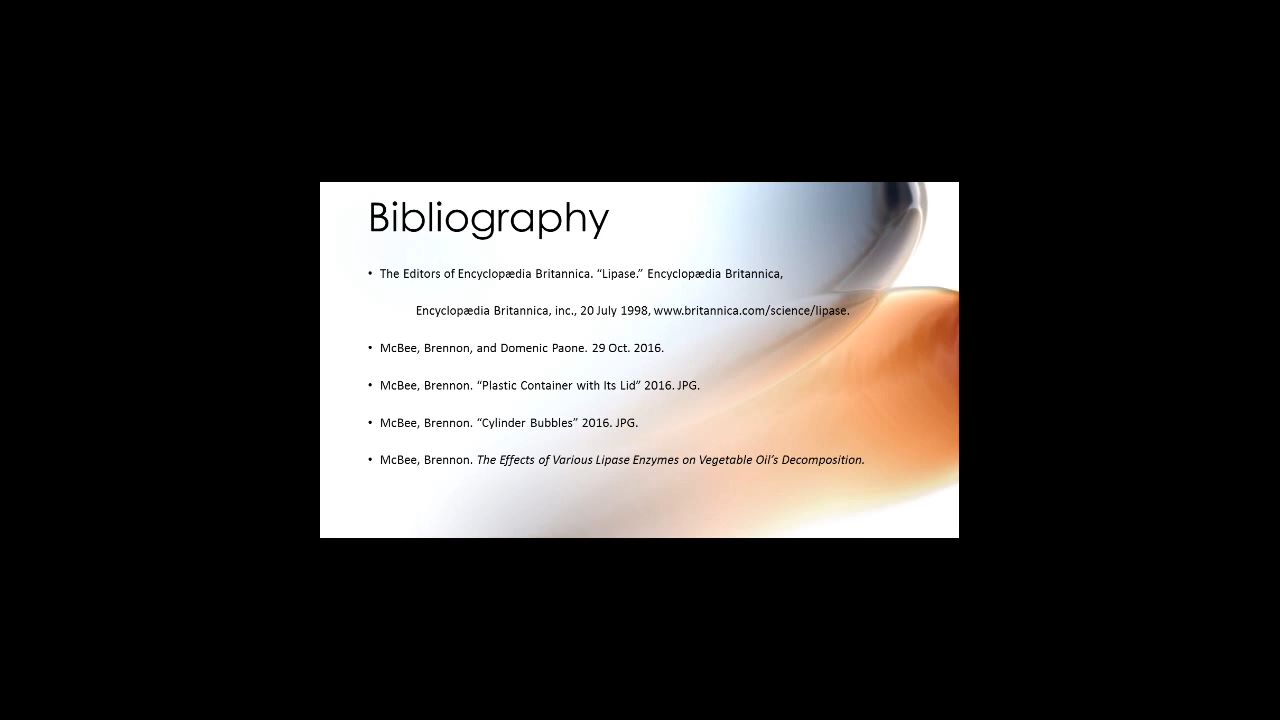 Bibliography
• The Editors of Encyclopædia Britannica. “Lipase.” Encyclopædia Britannica,
Encyclopædia Britannica, inc., 20 July 1998, www.britannica.com/science/lipase.
• McBee, Brennon, and Domenic Paone. 29 Oct. 2016.
• McBee, Brennon. “Plastic Container with Its Lid” 2016. JPG.
• McBee, Brennon. “Cylinder Bubbles” 2016. JPG.
• McBee, Brennon. The Effects of Various Lipase Enzymes on Vegetable Oil’s Decomposition.